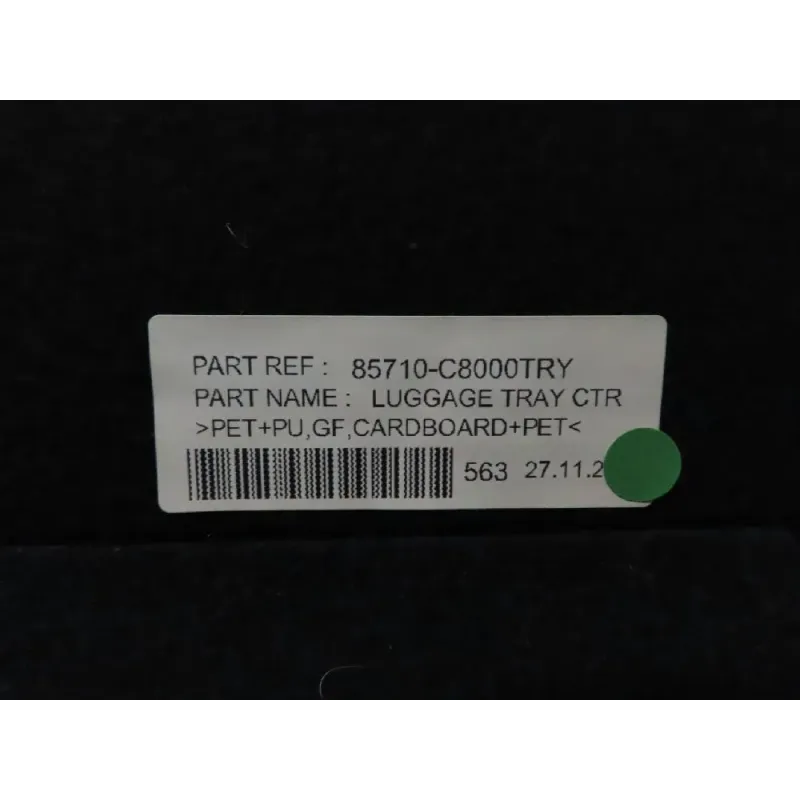 PART REF : 85710-C8000TRY
PART NAME : LUGGAGE TRAY CTR
>PET+PU,GF,CARDBOARD+PET<
563 27.11.2